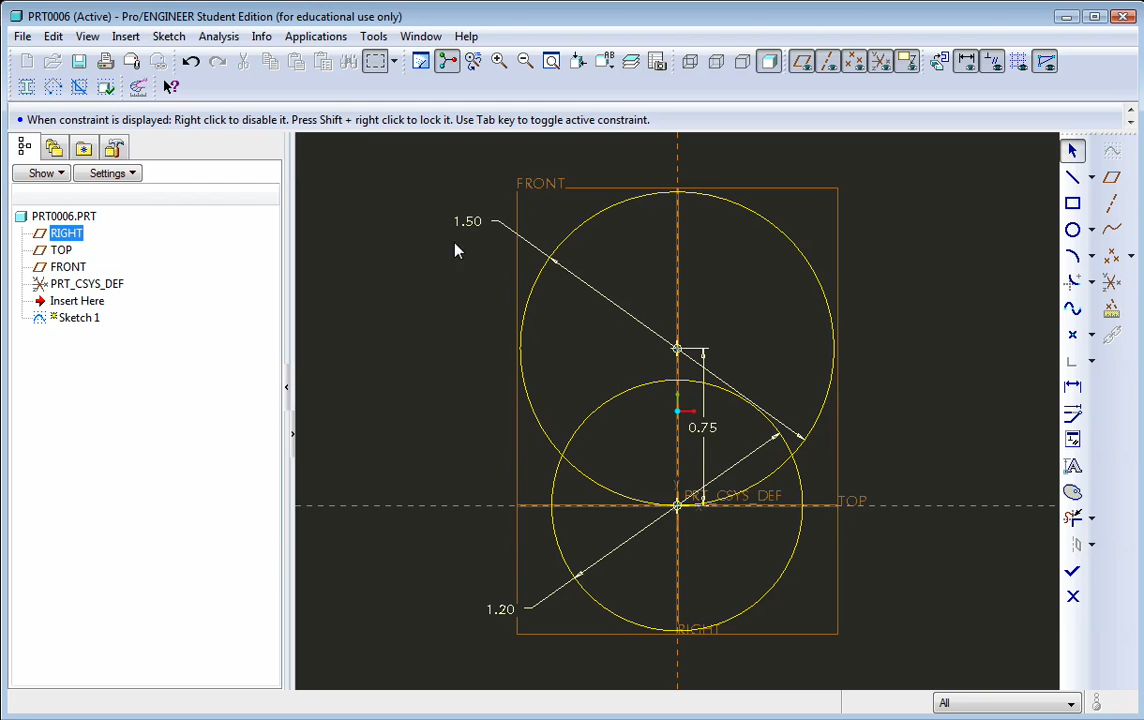 PRT0006 (Active) - Pro/ENGINEER Student Edition (for educational use only)
File Edit View Insert Sketch Analysis Info Applications Tools Window Help
When constraint is displayed: Right click to disable it. Press Shift + right click to lock it. Use Tab key to toggle active constraint.
Show Settings
PRT0006.PRT
RIGHT
TOP
FRONT
PRT_CSYS_DEF
Insert Here
Sketch 1
FRONT
1.50
0.75
PRT_CSYS_DEF
TOP
1.20
RIGHT
All